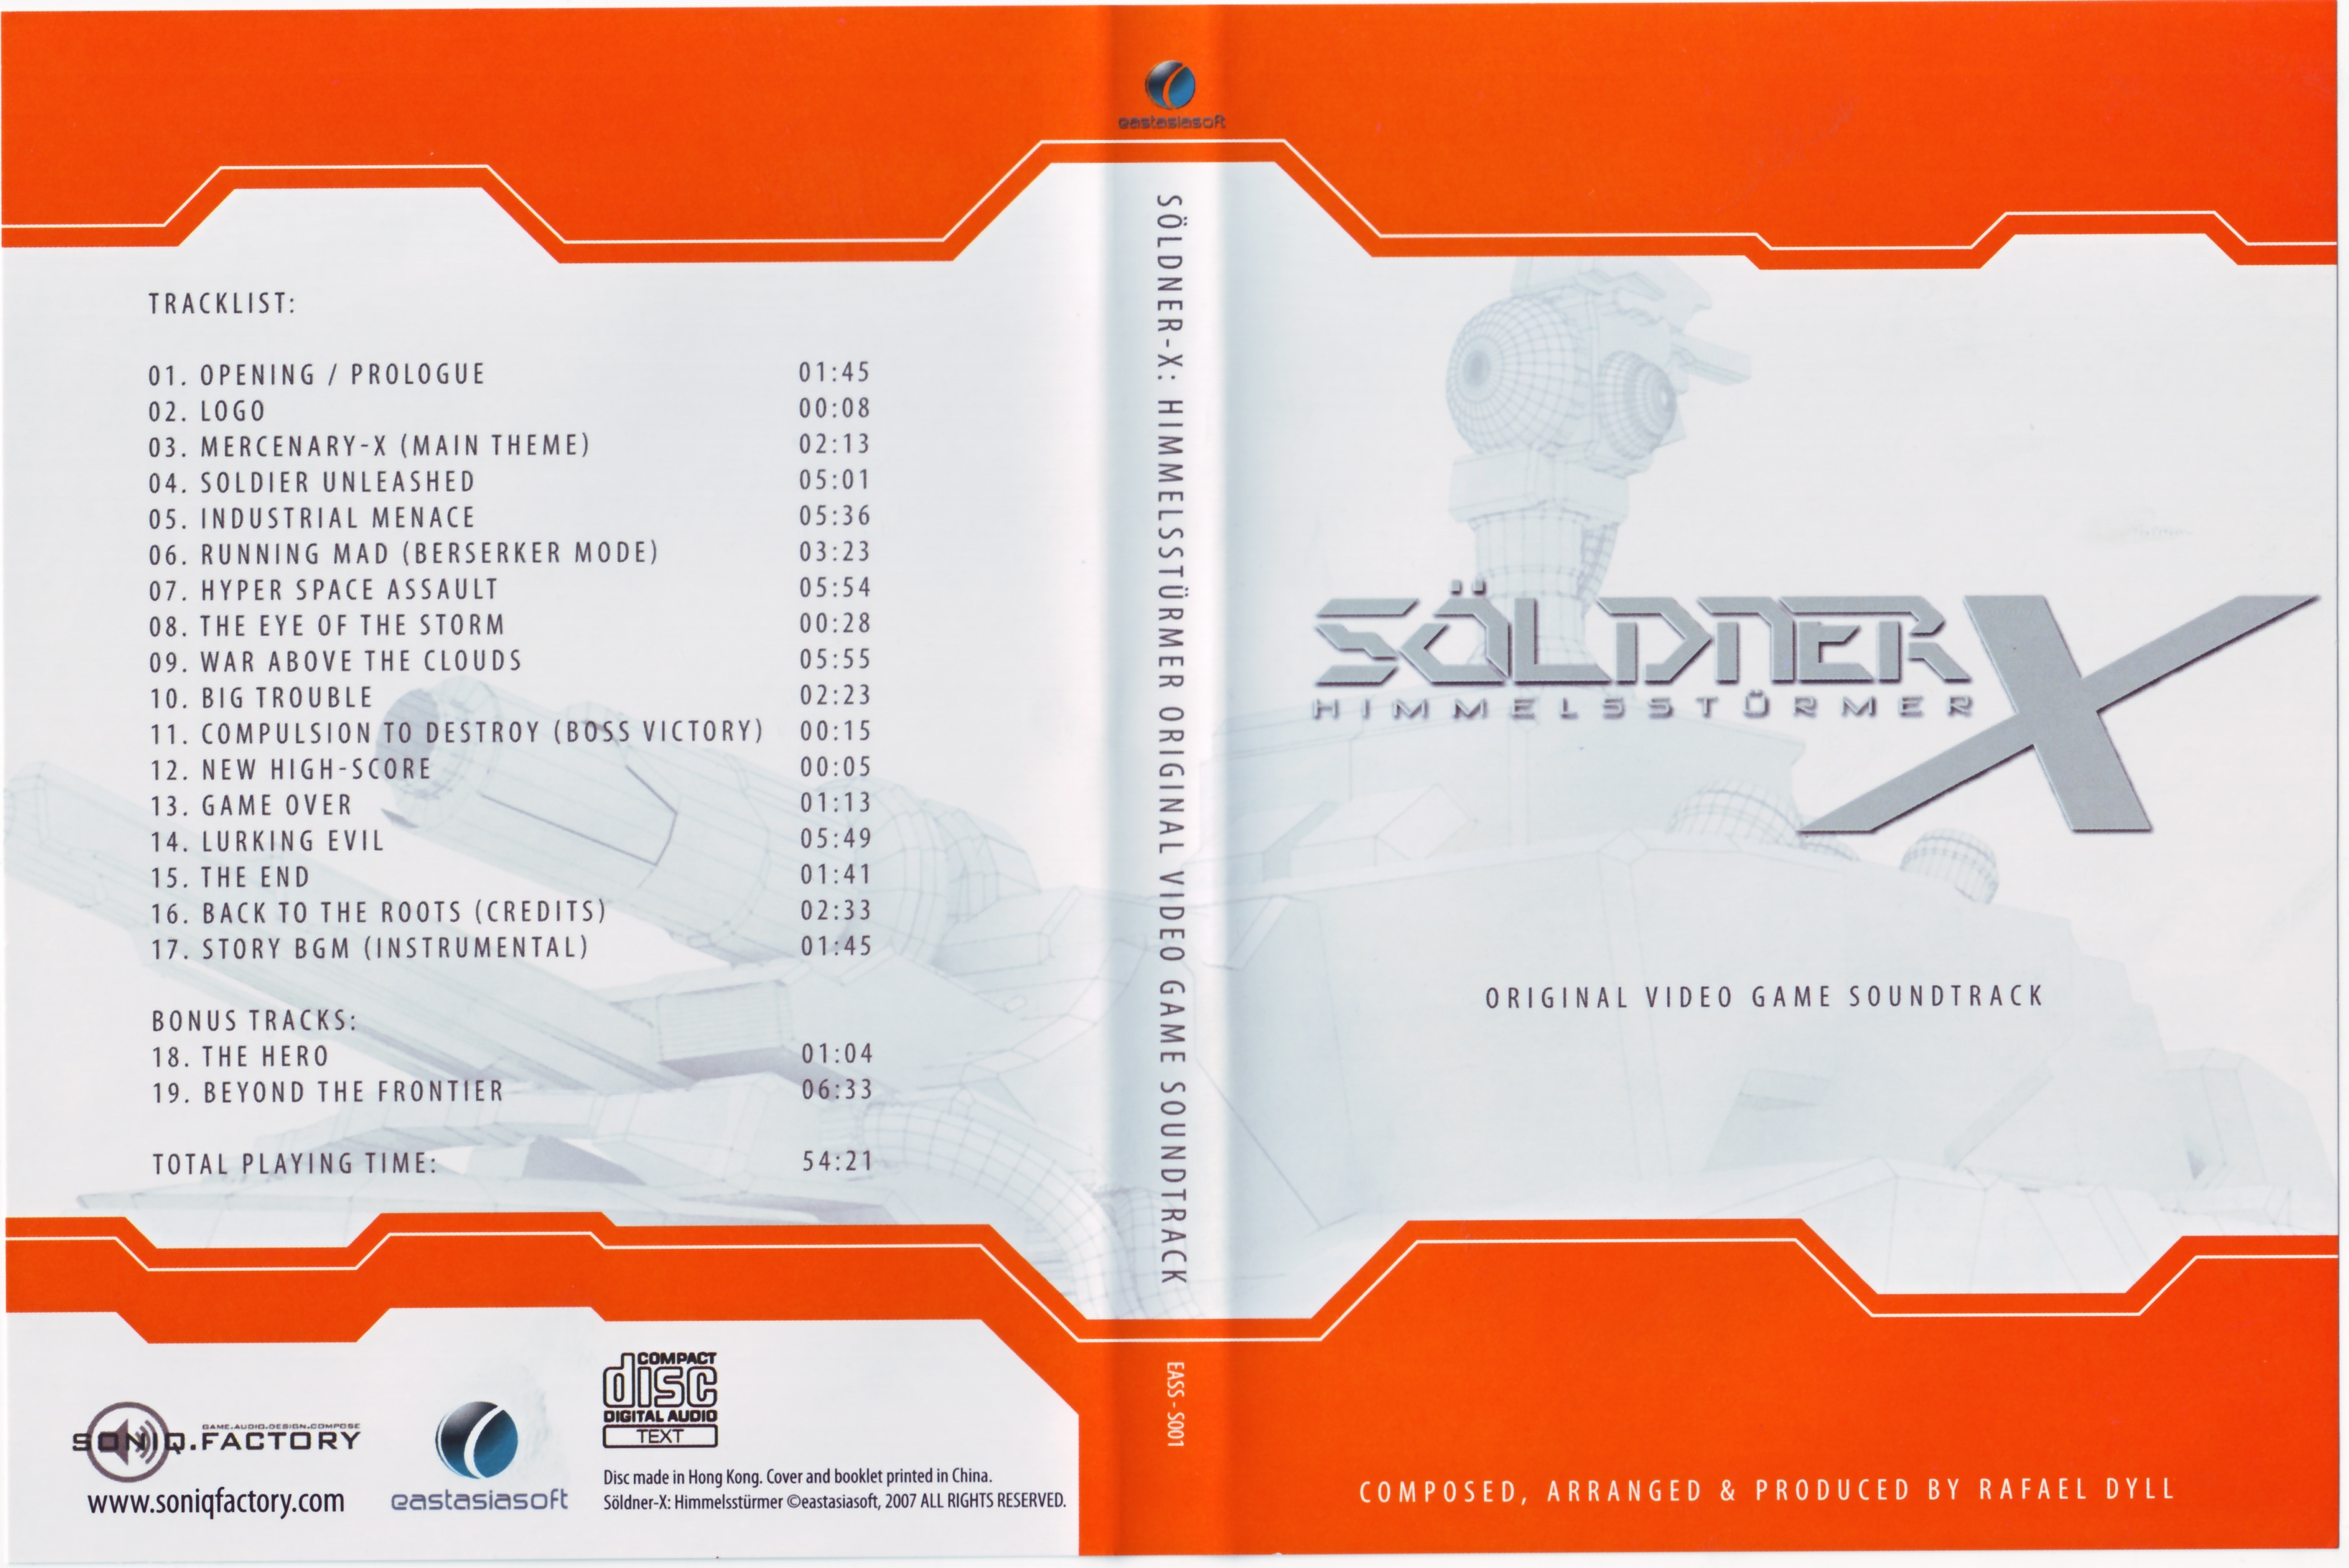 TRACKLIST:
01. OPENING / PROLOGUE 01:45
02. LOGO 00:08
03. MERCENARY-X (MAIN THEME) 02:13
04. SOLDIER UNLEASHED 05:01
05. INDUSTRIAL MENACE 05:36
06. RUNNING MAD (BERSERKER MODE) 03:23
07. HYPER SPACE ASSAULT 05:54
08. THE EYE OF THE STORM 00:28
09. WAR ABOVE THE CLOUDS 05:55
10. BIG TROUBLE 02:23
11. COMPULSION TO DESTROY (BOSS VICTORY) 00:15
12. NEW HIGH-SCORE 00:05
13. GAME OVER 01:13
14. LURKING EVIL 05:49
15. THE END 01:41
16. BACK TO THE ROOTS (CREDITS) 02:33
17. STORY BGM (INSTRUMENTAL) 01:45
BONUS TRACKS:
18. THE HERO 01:04
19. BEYOND THE FRONTIER 06:33
TOTAL PLAYING TIME: 54:21
GAME.AUDIO.DESIGN.COMPOSE
SONIQ.FACTORY
www.soniqfactory.com
eastasiasoft
COMPACT
disc
DIGITAL AUDIO
TEXT
Disc made in Hong Kong. Cover and booklet printed in China.
Söldner-X: Himmelsstürmer ©eastasiasoft, 2007 ALL RIGHTS RESERVED.
eastasiasoft
SÖLDNER-X: HIMMELSSTÜRMER ORIGINAL VIDEO GAME SOUNDTRACK
EASS - S001
SÖLDNER X
HIMMELSSTÜRMER
ORIGINAL VIDEO GAME SOUNDTRACK
COMPOSED, ARRANGED & PRODUCED BY RAFAEL DYLL